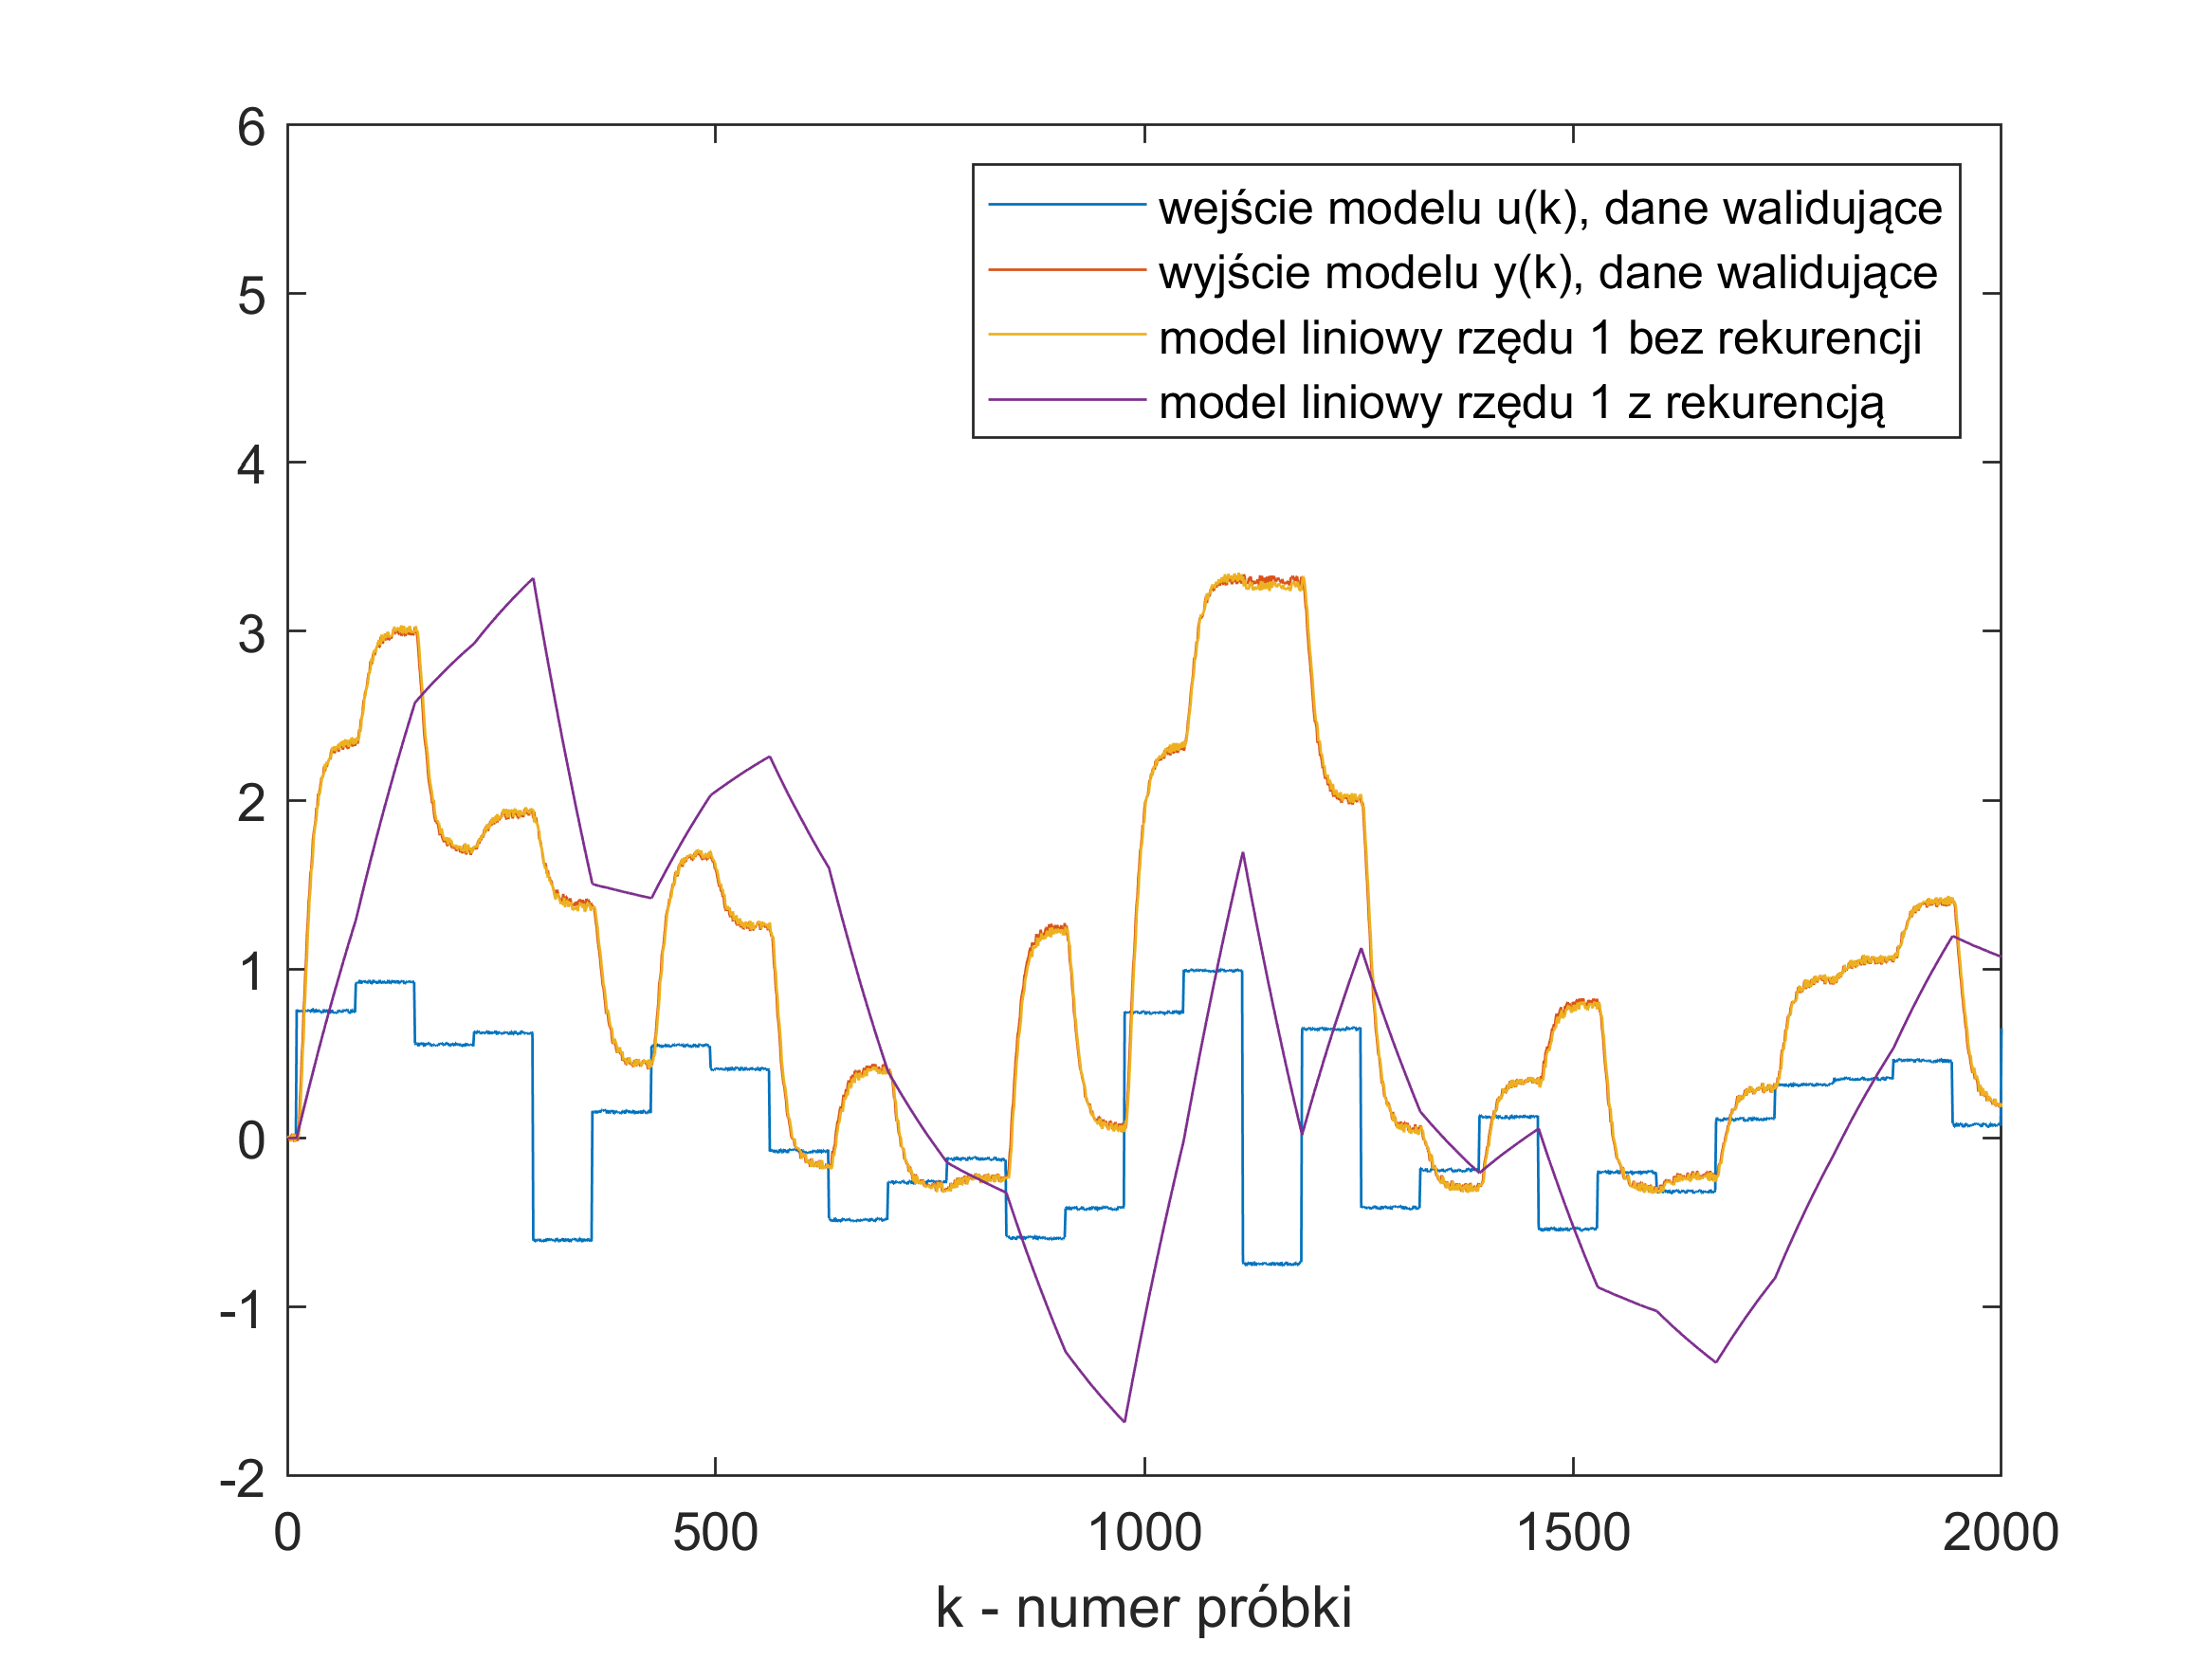 6
5
4
3
2
1
0
-1
-2
wejście modelu u(k), dane walidujące
wyjście modelu y(k), dane walidujące
model liniowy rzędu 1 bez rekurencji
model liniowy rzędu 1 z rekurencją
0 500 1000 1500 2000
k - numer próbki